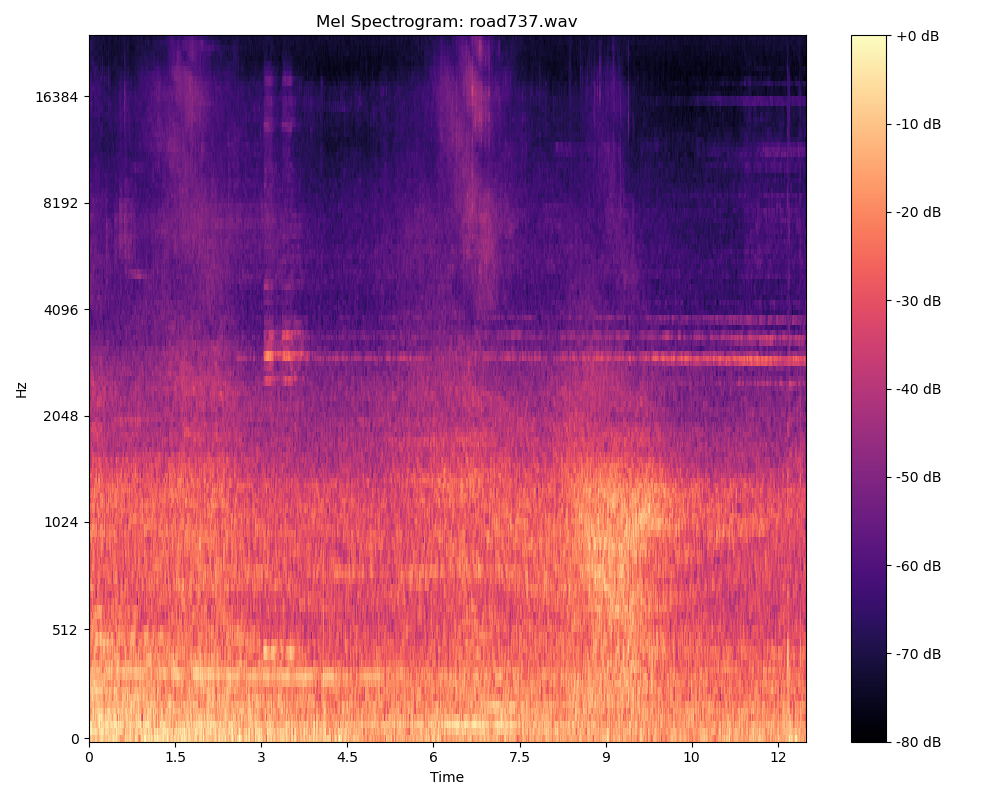 Mel Spectrogram: road737.wav
+0 dB
16384
-10 dB
-20 dB
8192
-30 dB
4096
Hz
-40 dB
2048
-50 dB
1024
-60 dB
512
-70 dB
0
-80 dB
0 1.5 3 4.5 6 7.5 9 10 12
Time